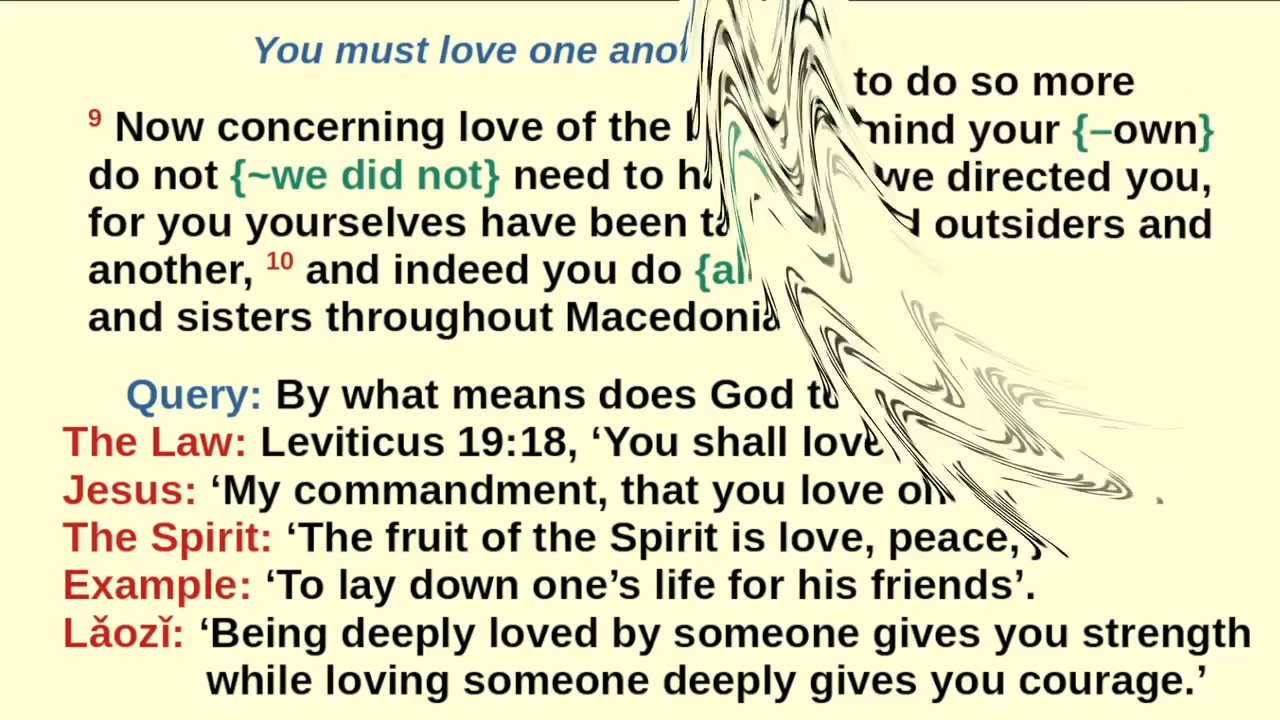 You must love one
to do so more
9 Now concerning love of the
mind your {–own}
do not {~we did not} need to
we directed you,
for you yourselves have been
outsiders and
another, 10 and indeed you do
and sisters throughout Macedonia
Query: By what means does God
The Law: Leviticus 19:18, ‘You shall love
Jesus: ‘My commandment, that you love
The Spirit: ‘The fruit of the Spirit is love, peace,
Example: ‘To lay down one’s life for his friends’.
Lǎozǐ: ‘Being deeply loved by someone gives you strength
while loving someone deeply gives you courage.’